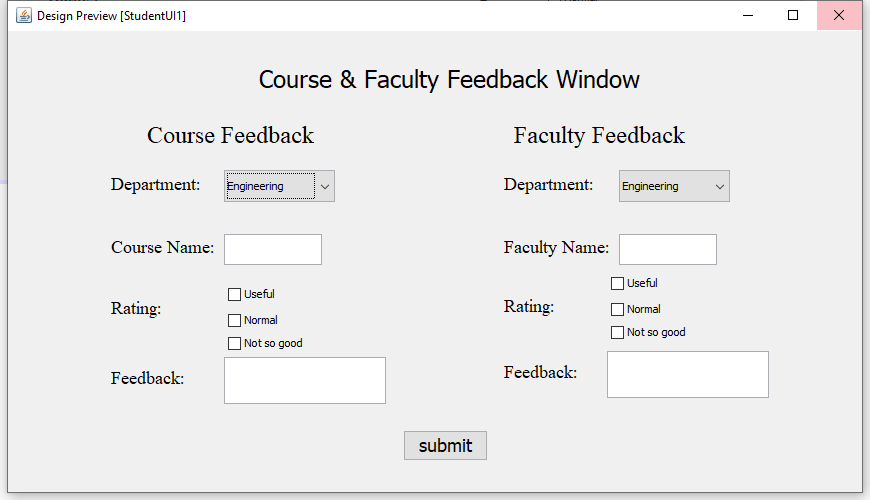 Design Preview [StudentUI1]
Course & Faculty Feedback Window
Course Feedback
Department:
Engineering
Course Name:
Rating:
Useful
Normal
Not so good
Feedback:
Faculty Feedback
Department:
Engineering
Faculty Name:
Rating:
Useful
Normal
Not so good
Feedback:
submit